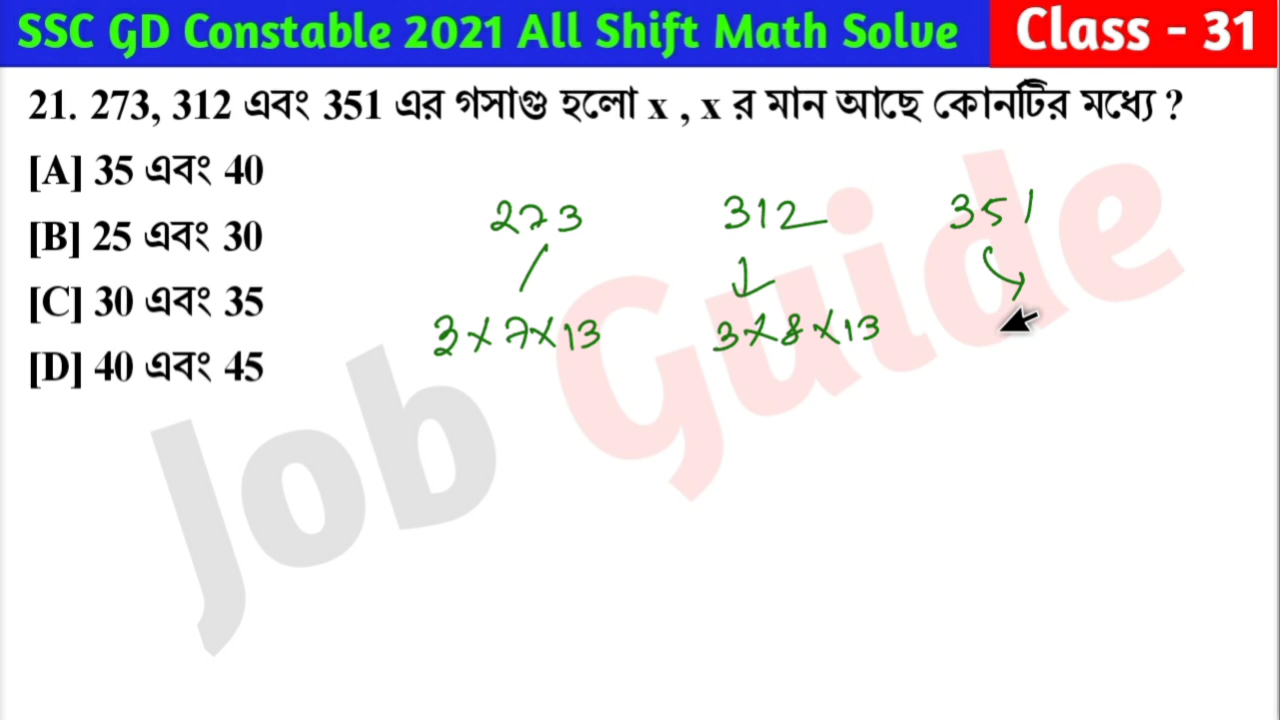 SSC GD Constable 2021 All Shift Math Solve
Class - 31
21. 273, 312 এবং 351 এর গসাগু হলো x , x র মান আছে কোনটির মধ্যে ?
[A] 35 এবং 40
[B] 25 এবং 30
[C] 30 এবং 35
[D] 40 এবং 45
273 312 351
3×7×13 3×8×13
Job Guide